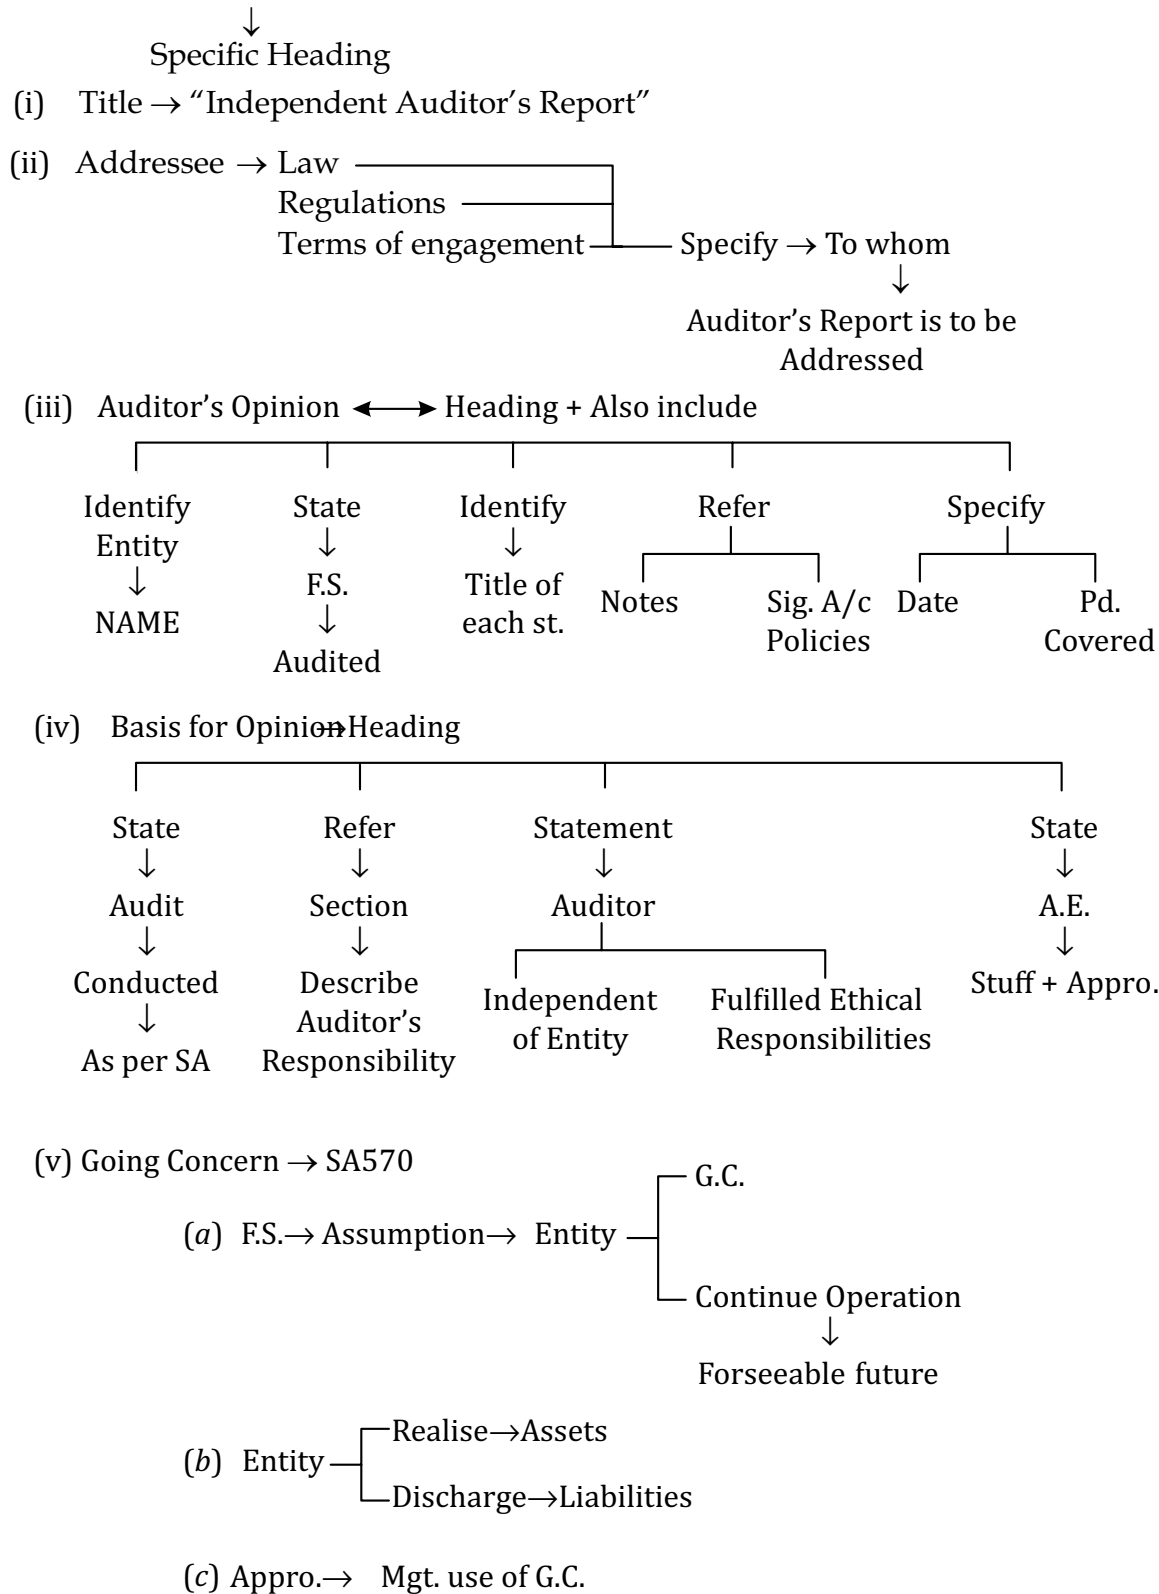 ↓
Specific Heading
(i) Title → “Independent Auditor’s Report”
(ii) Addressee → Law
Regulations
Terms of engagement Specify → To whom
↓
Auditor’s Report is to be
Addressed
(iii) Auditor’s Opinion ↔ Heading + Also include
Identify State Identify Refer Specify
Entity ↓ ↓
↓ F.S. Title of Notes Sig. A/c Date Pd.
NAME ↓ each st. Policies Covered
Audited
(iv) Basis for Opinion→Heading
State Refer Statement State
↓ ↓ ↓ ↓
Audit Section Auditor A.E.
↓ ↓ ↓
Conducted Describe Independent Fulfilled Ethical Stuff + Appro.
↓ Auditor’s of Entity Responsibilities
As per SA Responsibility
(v) Going Concern → SA570
G.C.
(a) F.S.→ Assumption→ Entity
Continue Operation
↓
Forseeable future
Realise→Assets
(b) Entity
Discharge→Liabilities
(c) Appro.→ Mgt. use of G.C.